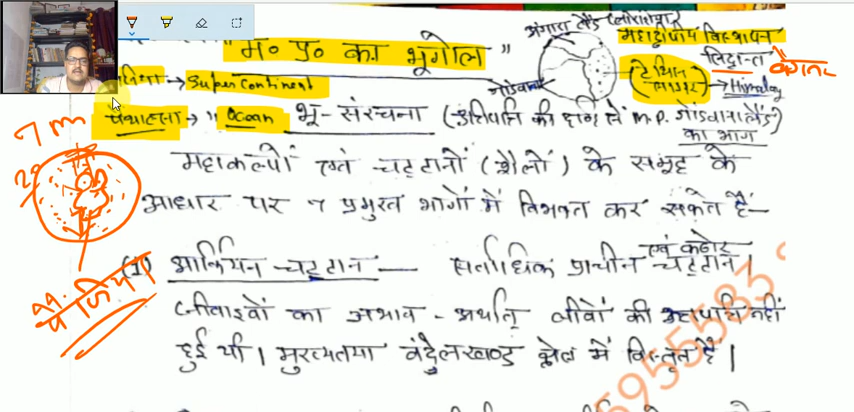 अंगारा लैंड (लोरेशिया)
महाद्वीपीय विस्थापन
"म० प्र० का भूगोल"
सिद्धान्त
टेथिस सागर → Himalay
→ Super Continent
गोंडवाना
पैंथालसा → " Ocean
भू-संरचना (उत्पत्ति की दृष्टि से M.P. गोंडवानालैंड का भाग)
7 m
महाकल्पों एवं चट्टानों (शैलों) के समूह के
आधार पर 7 प्रमुख भागों में विभक्त कर सकते हैं-
(1) आर्कियन चट्टान — सर्वाधिक प्राचीन एवं कठोर चट्टान।
जीवाश्मों का अभाव - अर्थात् जीवों की उत्पत्ति नहीं
हुई थी। मुख्यतया बुंदेलखण्ड क्षेत्र में विस्तृत है।
95955583